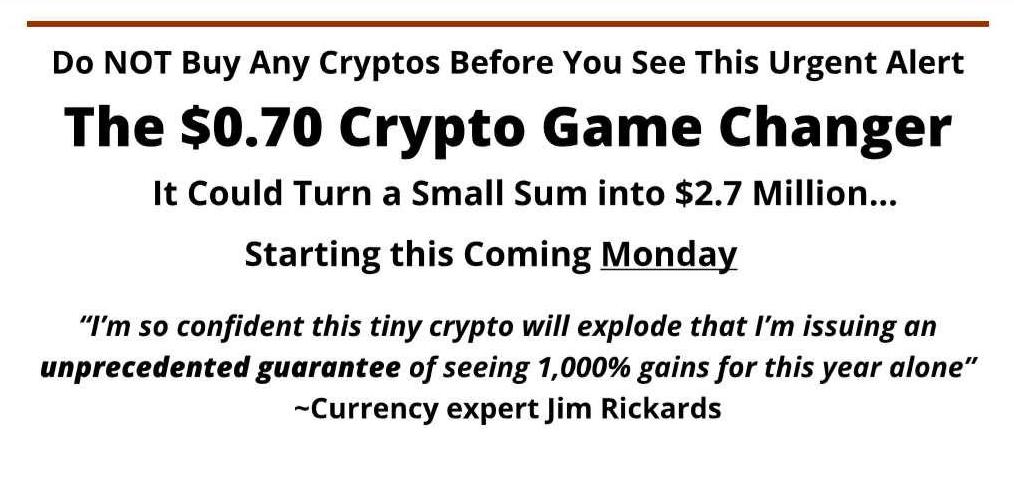 Do NOT Buy Any Cryptos Before You See This Urgent Alert
The $0.70 Crypto Game Changer
It Could Turn a Small Sum into $2.7 Million...
Starting this Coming Monday
“I’m so confident this tiny crypto will explode that I’m issuing an
unprecedented guarantee of seeing 1,000% gains for this year alone”
~Currency expert Jim Rickards